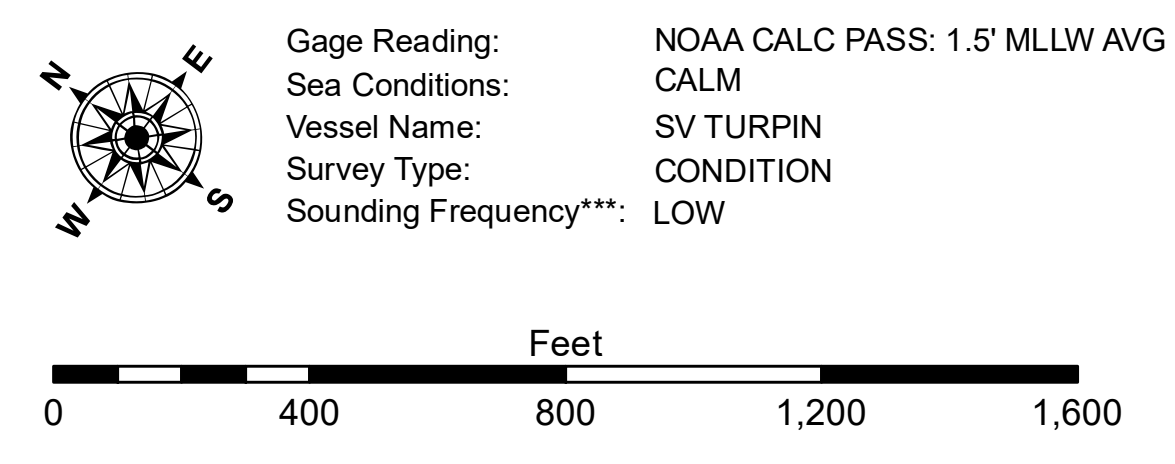 N
E
W
S
Gage Reading: NOAA CALC PASS: 1.5' MLLW AVG
Sea Conditions: CALM
Vessel Name: SV TURPIN
Survey Type: CONDITION
Sounding Frequency***: LOW
Feet
0 400 800 1,200 1,600